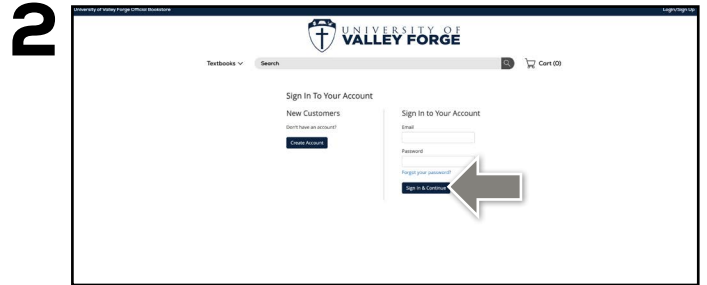 2
University of Valley Forge Official Bookstore
Login/Sign Up
UNIVERSITY OF
VALLEY FORGE
Textbooks
Search
Cart (0)
Sign In To Your Account
New Customers
Don't have an account?
Create Account
Sign In to Your Account
Email
Password
Forgot your password?
Sign In & Continue